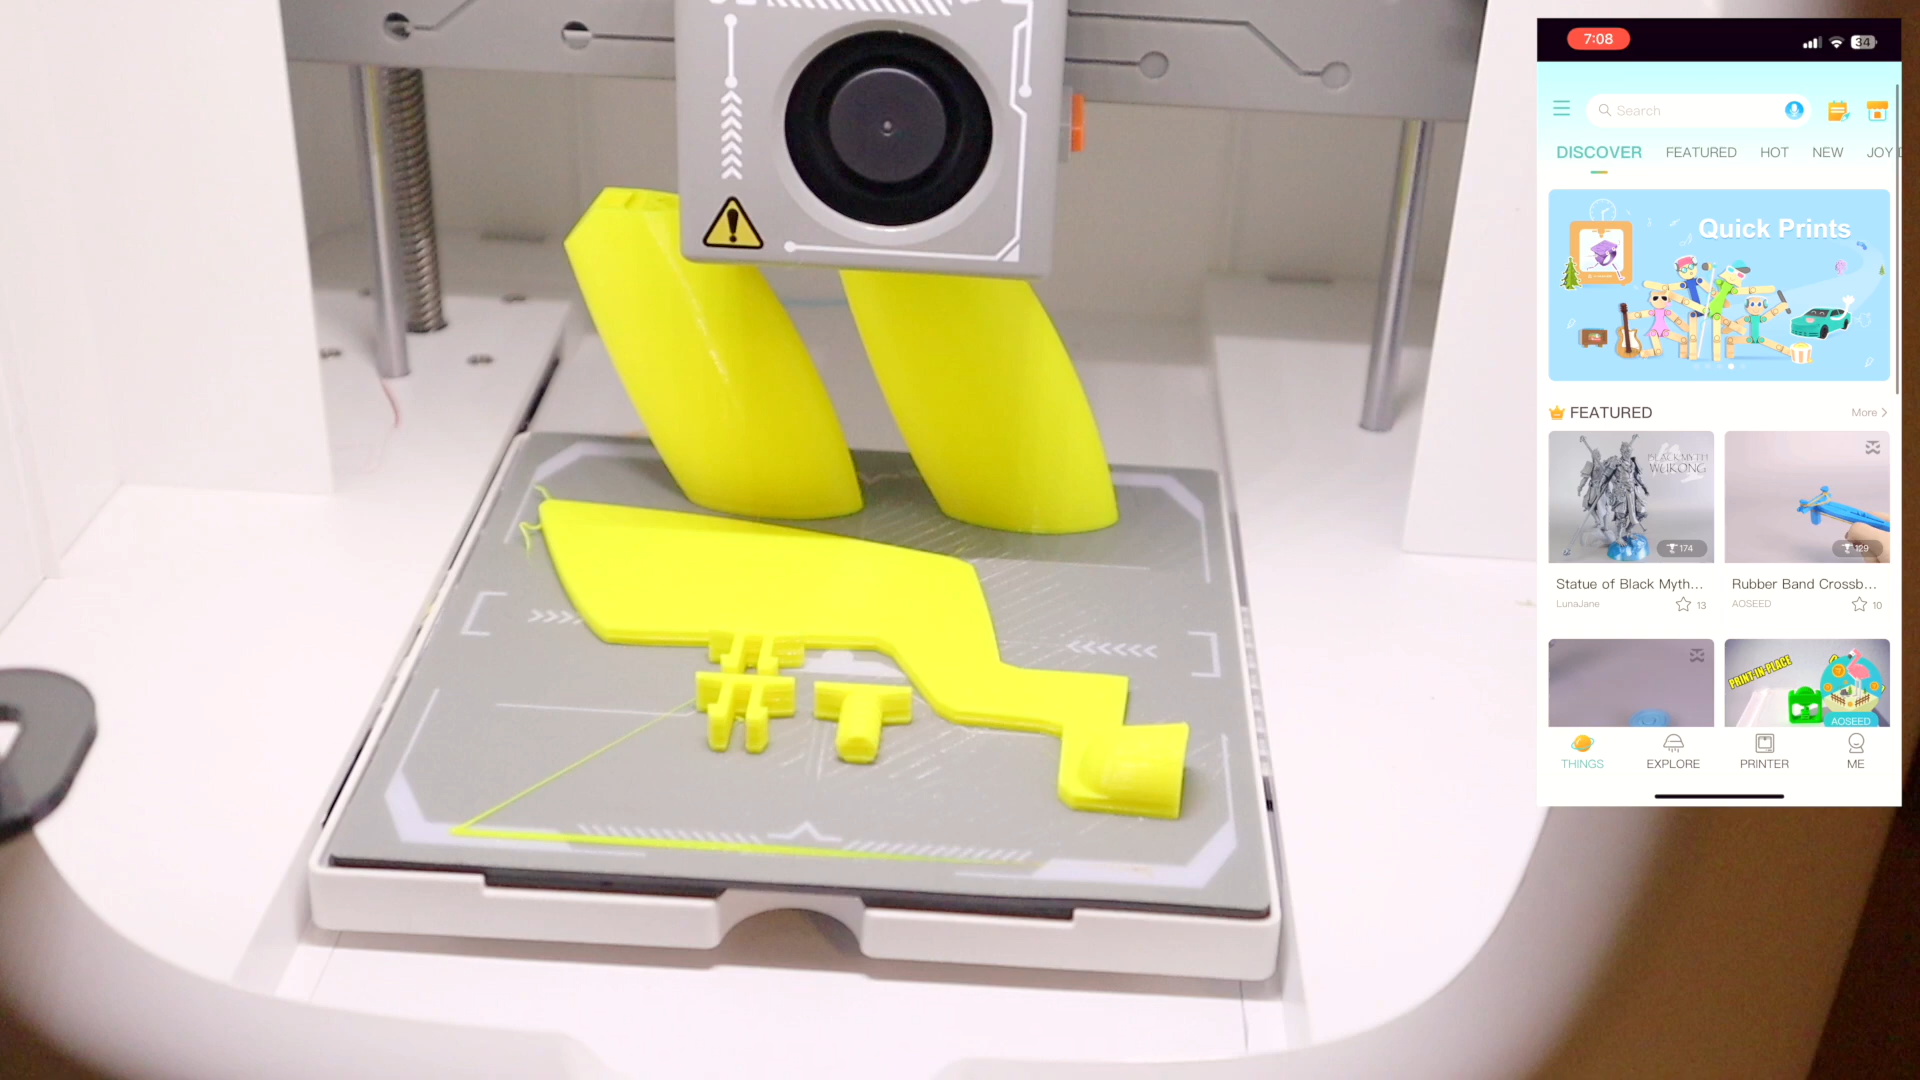 7:08
34
Search
DISCOVER FEATURED HOT NEW JOY
Quick Prints
FEATURED
More
BLACK MYTH
WUKONG
174
129
Statue of Black Myth...
Rubber Band Crossb...
LunaJane
13
AOSEED
10
PRINT-IN-PLACE
AOSEED
THINGS
EXPLORE
PRINTER
ME